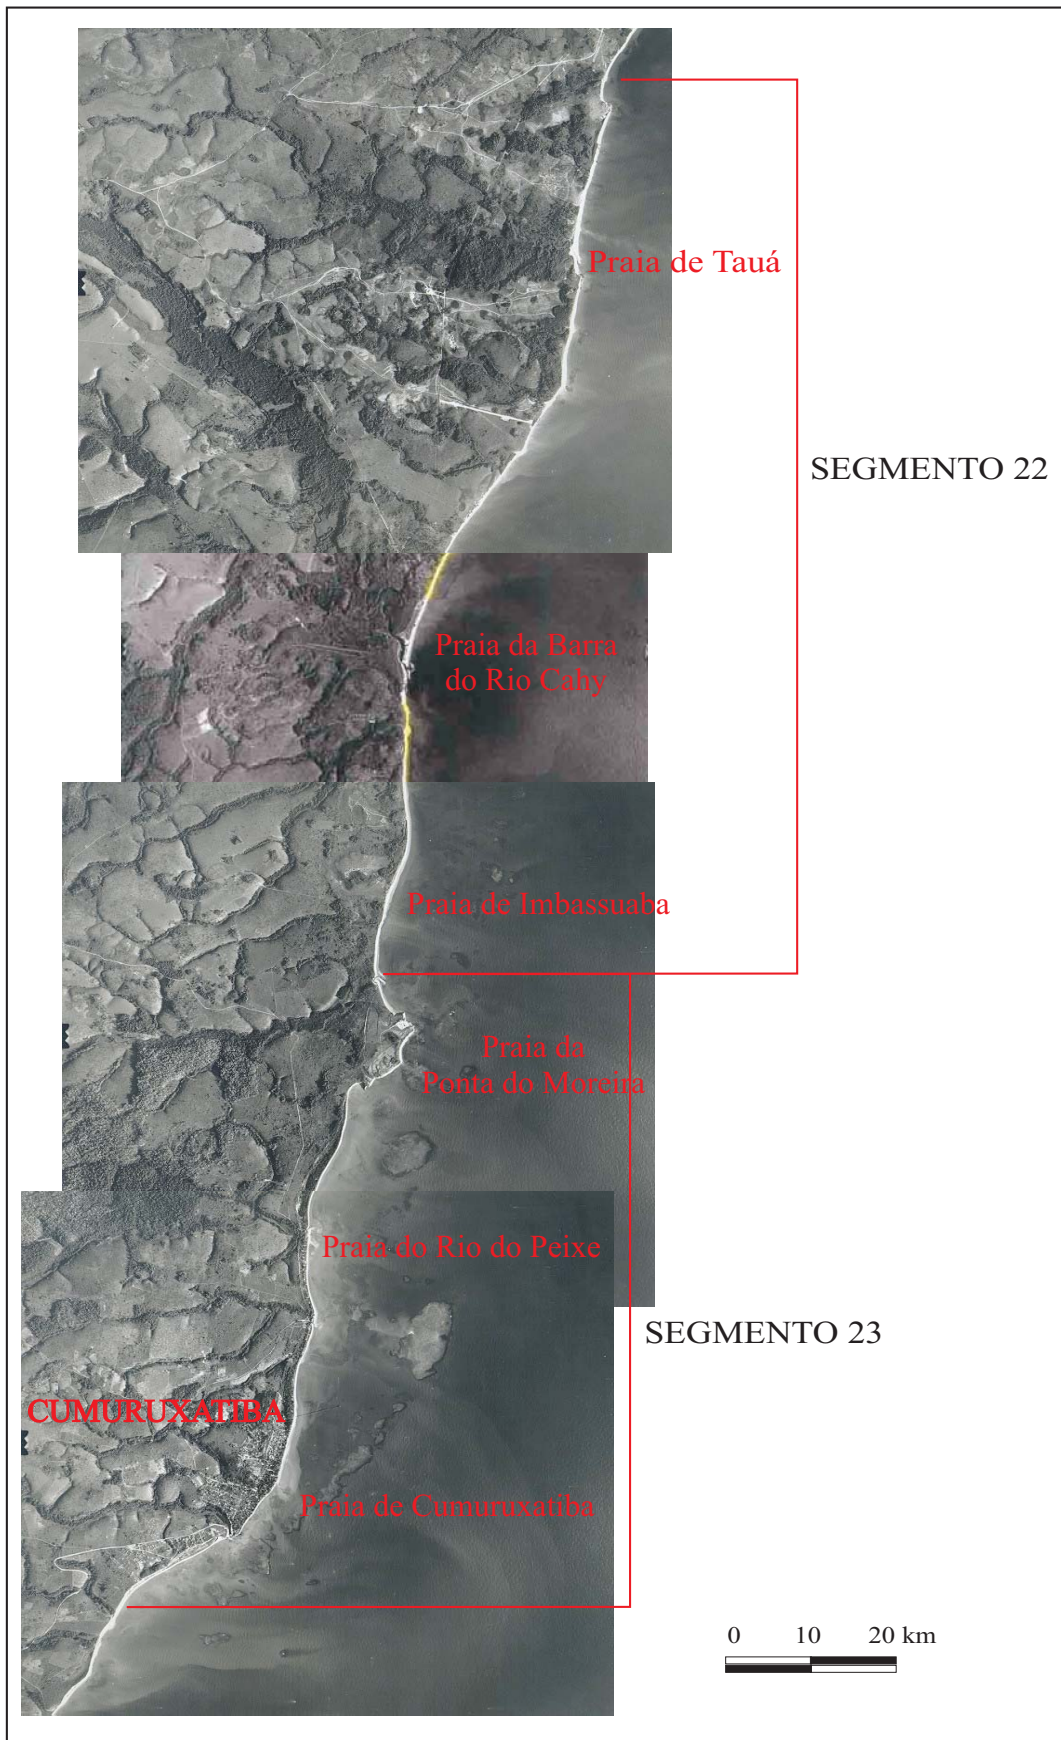 Praia de Tauá
SEGMENTO 22
Praia da Barra
do Rio Cahy
Praia de Imbassuaba
Praia da
Ponta do Moreira
Praia do Rio do Peixe
SEGMENTO 23
CUMURUXATIBA
Praia de Cumuruxatiba
0 10 20 km